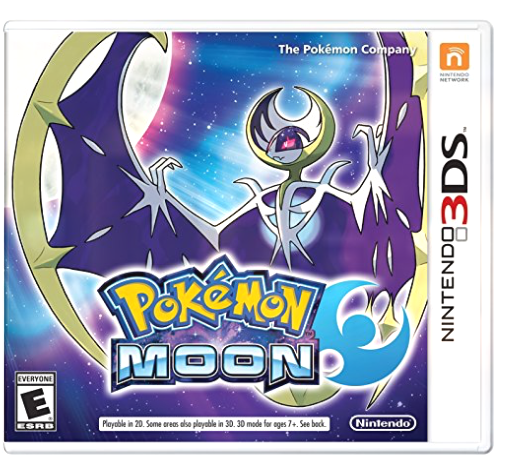 The Pokémon Company
n
NINTENDO
NETWORK
NINTENDO 3DS™
POKéMON
MOON
EVERYONE
E
ESRB
Playable in 2D. Some areas also playable in 3D. 3D mode for ages 7+. See back.
Nintendo